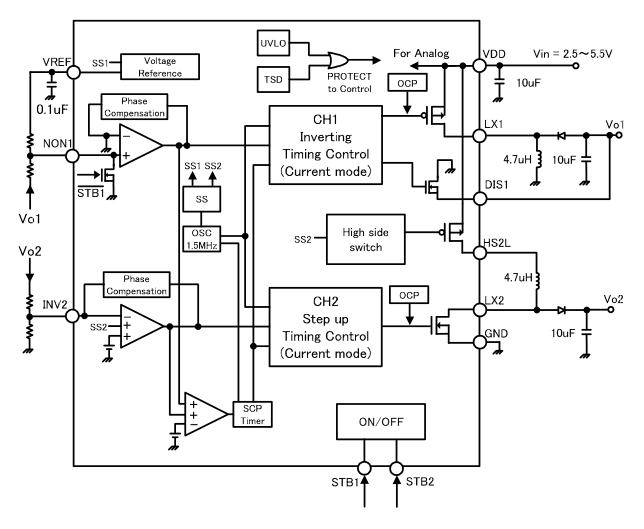 VREF
SS1
Voltage
Reference
UVLO
TSD
PROTECT
to Control
For Analog
VDD
Vin = 2.5～5.5V
10uF
OCP
0.1uF
Phase
Compensation
NON1
−
+
STB1
Vo1
CH1
Inverting
Timing Control
(Current mode)
LX1
Vo1
4.7uH
10uF
DIS1
SS1
SS2
SS
OSC
1.5MHz
SS2
High side
switch
HS2L
4.7uH
Vo2
INV2
Phase
Compensation
SS2
−
+
+
CH2
Step up
Timing Control
(Current mode)
OCP
LX2
Vo2
10uF
GND
+
+
−
SCP
Timer
ON/OFF
STB1
STB2